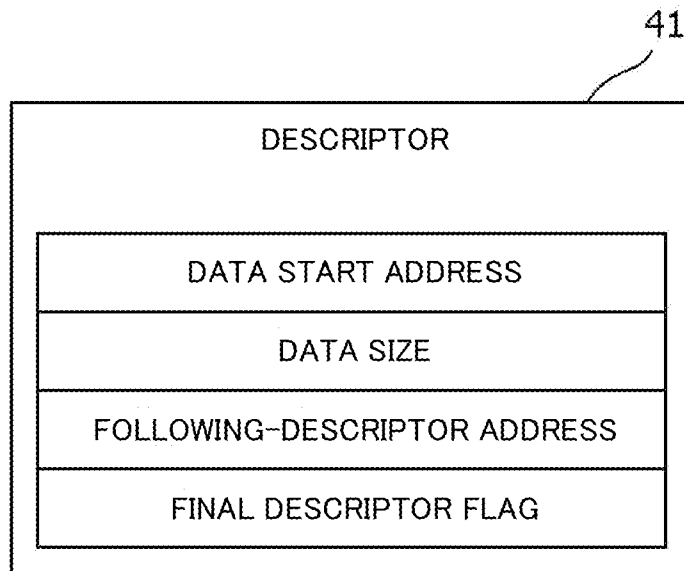 41
DESCRIPTOR
DATA START ADDRESS
DATA SIZE
FOLLOWING-DESCRIPTOR ADDRESS
FINAL DESCRIPTOR FLAG